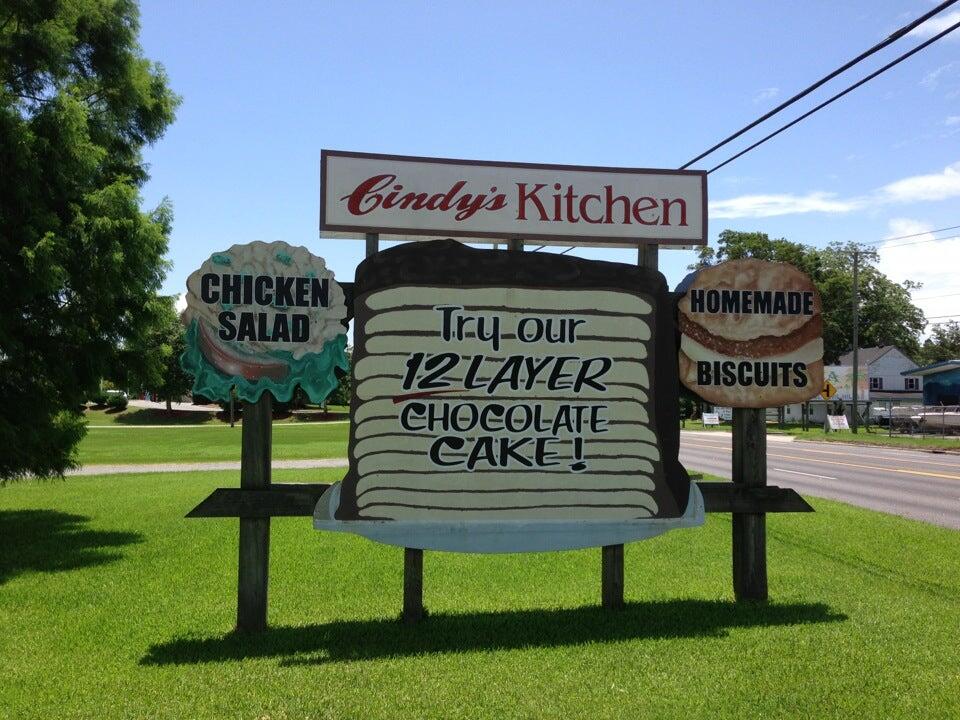 Cindy's Kitchen
CHICKEN
SALAD
Try our
12 LAYER
CHOCOLATE
CAKE!
HOMEMADE
BISCUITS